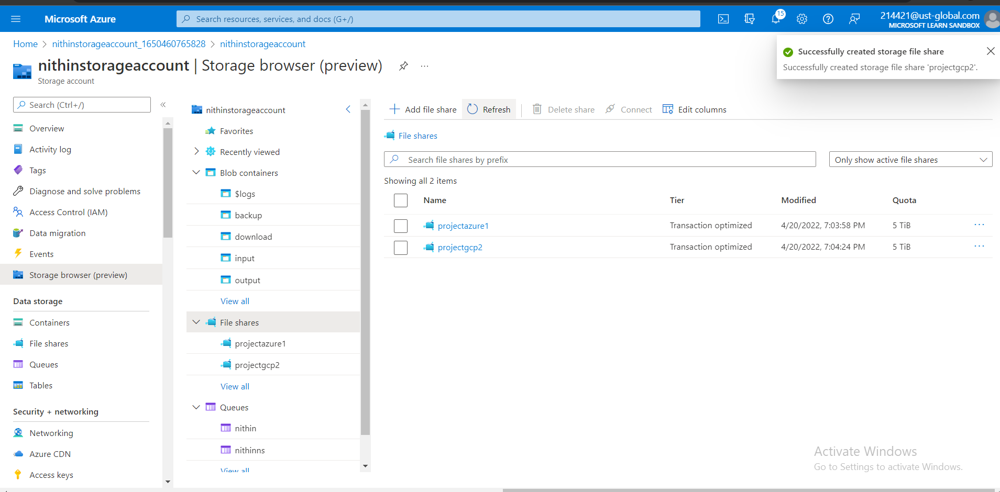 Microsoft Azure
Search resources, services, and docs (G+/)
15
214421@ust-global.com
MICROSOFT LEARN SANDBOX
Home > nithinstorageaccount_1650460765828 > nithinstorageaccount
nithinstorageaccount | Storage browser (preview)
...
Storage account
Successfully created storage file share
Successfully created storage file share 'projectgcp2'.
Search (Ctrl+/)
Overview
Activity log
Tags
Diagnose and solve problems
Access Control (IAM)
Data migration
Events
Storage browser (preview)
Data storage
Containers
File shares
Queues
Tables
Security + networking
Networking
Azure CDN
Access keys
nithinstorageaccount
Favorites
Recently viewed
Blob containers
$logs
backup
download
input
output
View all
File shares
projectazure1
projectgcp2
View all
Queues
nithin
nithinns
View all
Add file share
Refresh
Delete share
Connect
Edit columns
File shares
Search file shares by prefix
Only show active file shares
Showing all 2 items
Name Tier Modified Quota
projectazure1 Transaction optimized 4/20/2022, 7:03:58 PM 5 TiB ...
projectgcp2 Transaction optimized 4/20/2022, 7:04:24 PM 5 TiB ...
Activate Windows
Go to Settings to activate Windows.